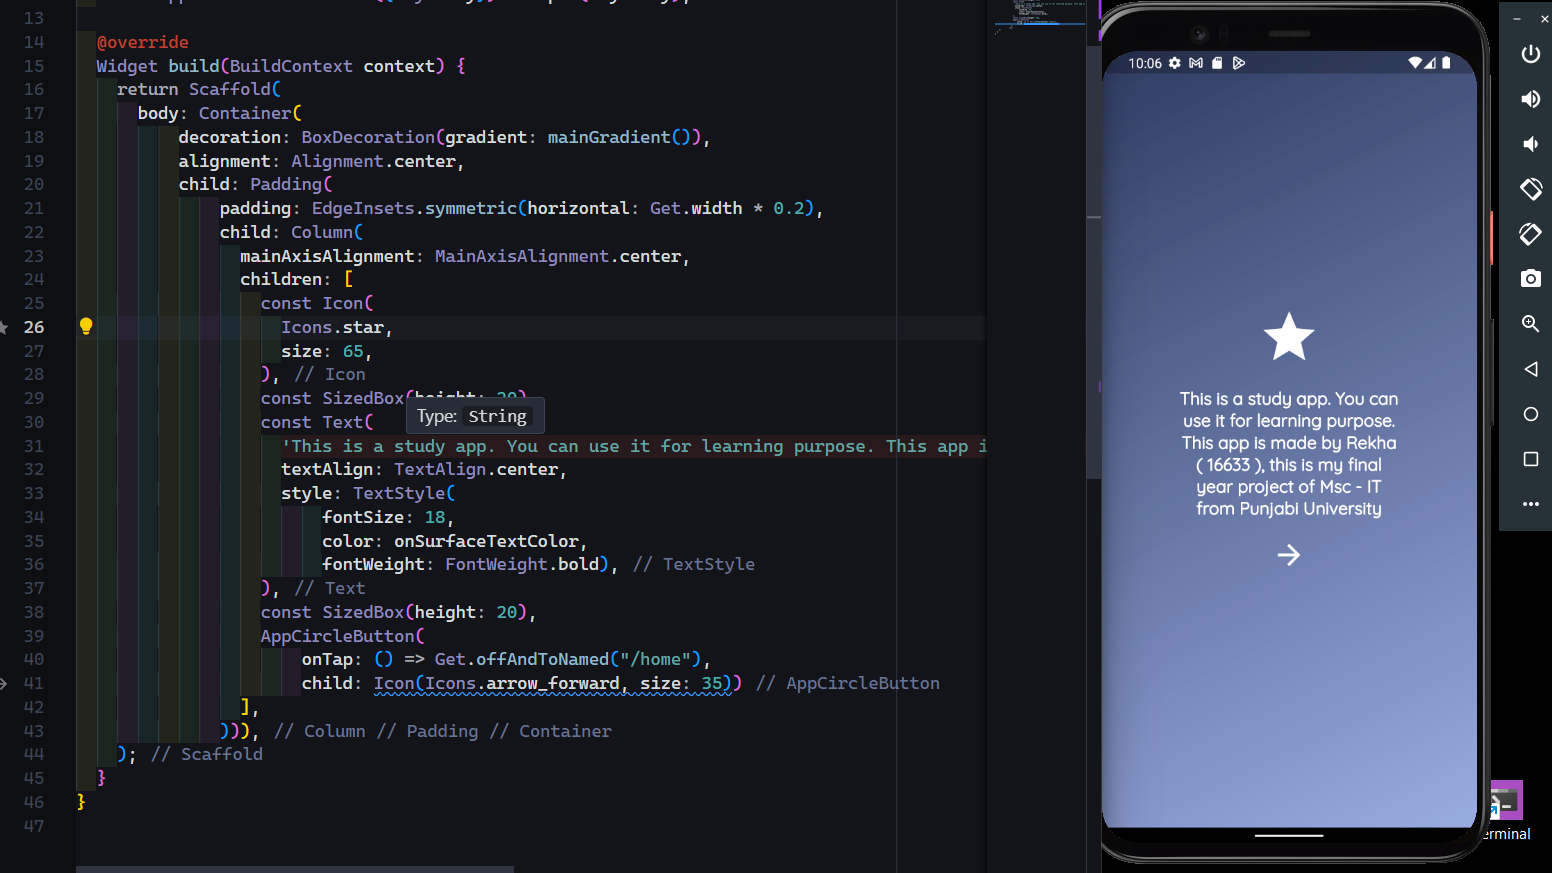 13
14 @override
15 Widget build(BuildContext context) {
16 return Scaffold(
17 body: Container(
18 decoration: BoxDecoration(gradient: mainGradient()),
19 alignment: Alignment.center,
20 child: Padding(
21 padding: EdgeInsets.symmetric(horizontal: Get.width * 0.2),
22 child: Column(
23 mainAxisAlignment: MainAxisAlignment.center,
24 children: [
25 const Icon(
26 Icons.star,
27 size: 65,
28 ), // Icon
29 const SizedBox(height: 20)
Type: String
30 const Text(
31 'This is a study app. You can use it for learning purpose. This app i
32 textAlign: TextAlign.center,
33 style: TextStyle(
34 fontSize: 18,
35 color: onSurfaceTextColor,
36 fontWeight: FontWeight.bold), // TextStyle
37 ), // Text
38 const SizedBox(height: 20),
39 AppCircleButton(
40 onTap: () => Get.offAndToNamed("/home"),
41 child: Icon(Icons.arrow_forward, size: 35)) // AppCircleButton
42 ],
43 ))), // Column // Padding // Container
44 ); // Scaffold
45 }
46 }
47
10:06
This is a study app. You can
use it for learning purpose.
This app is made by Rekha
( 16633 ), this is my final
year project of Msc - IT
from Punjabi University
erminal